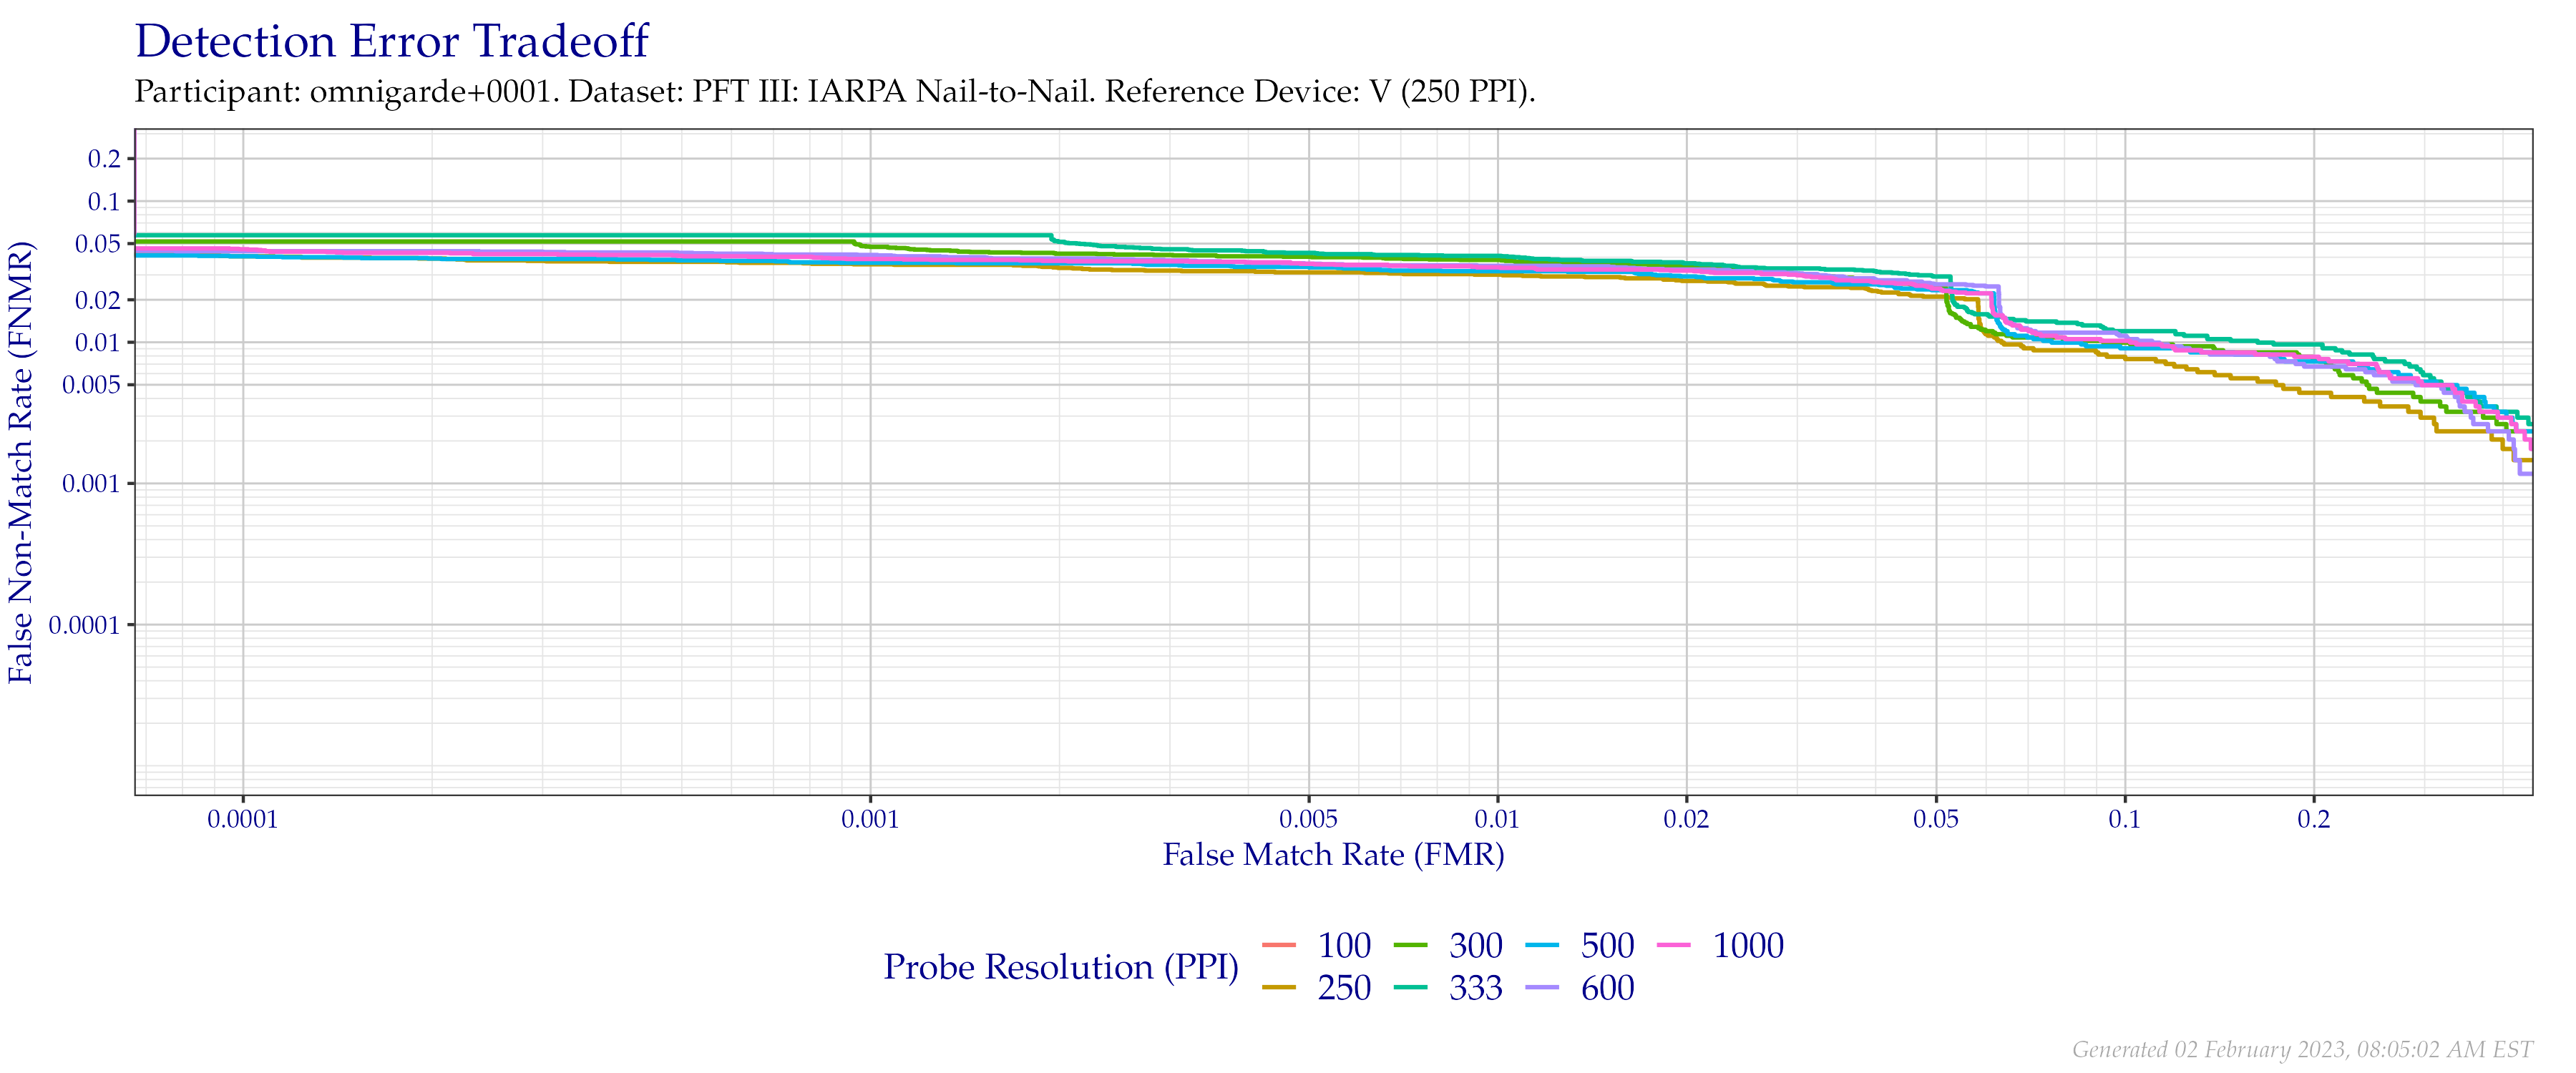 Detection Error Tradeoff
Participant: omnigarde+0001. Dataset: PFT III: IARPA Nail-to-Nail. Reference Device: V (250 PPI).
False Non-Match Rate (FNMR)
0.2
0.1
0.05
0.02
0.01
0.005
0.001
0.0001
0.0001 0.001 0.005 0.01 0.02 0.05 0.1 0.2
False Match Rate (FMR)
Probe Resolution (PPI)
100 300 500 1000
250 333 600
Generated 02 February 2023, 08:05:02 AM EST